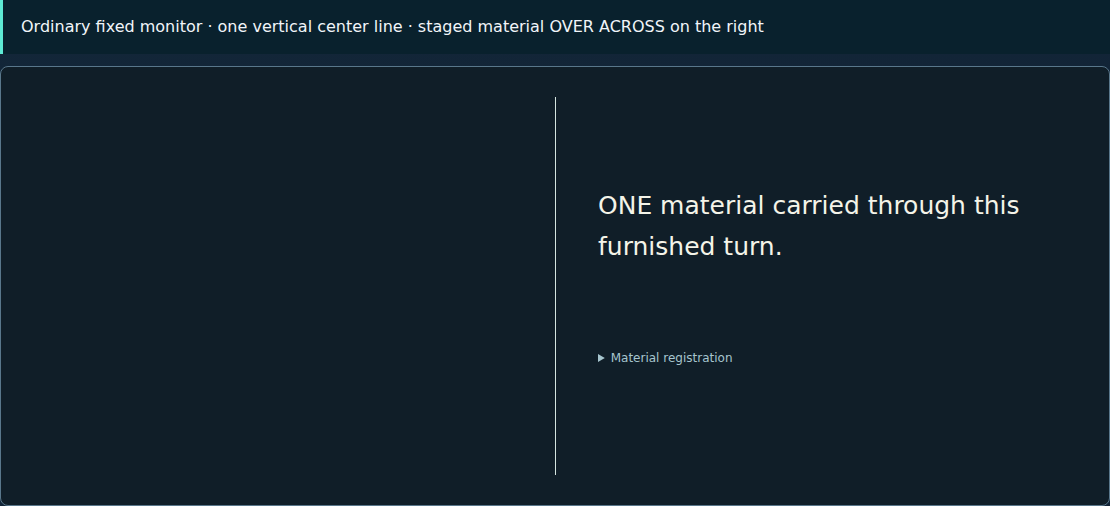 Ordinary fixed monitor · one vertical center line · staged material OVER ACROSS on the right
ONE material carried through this
furnished turn.
▶ Material registration